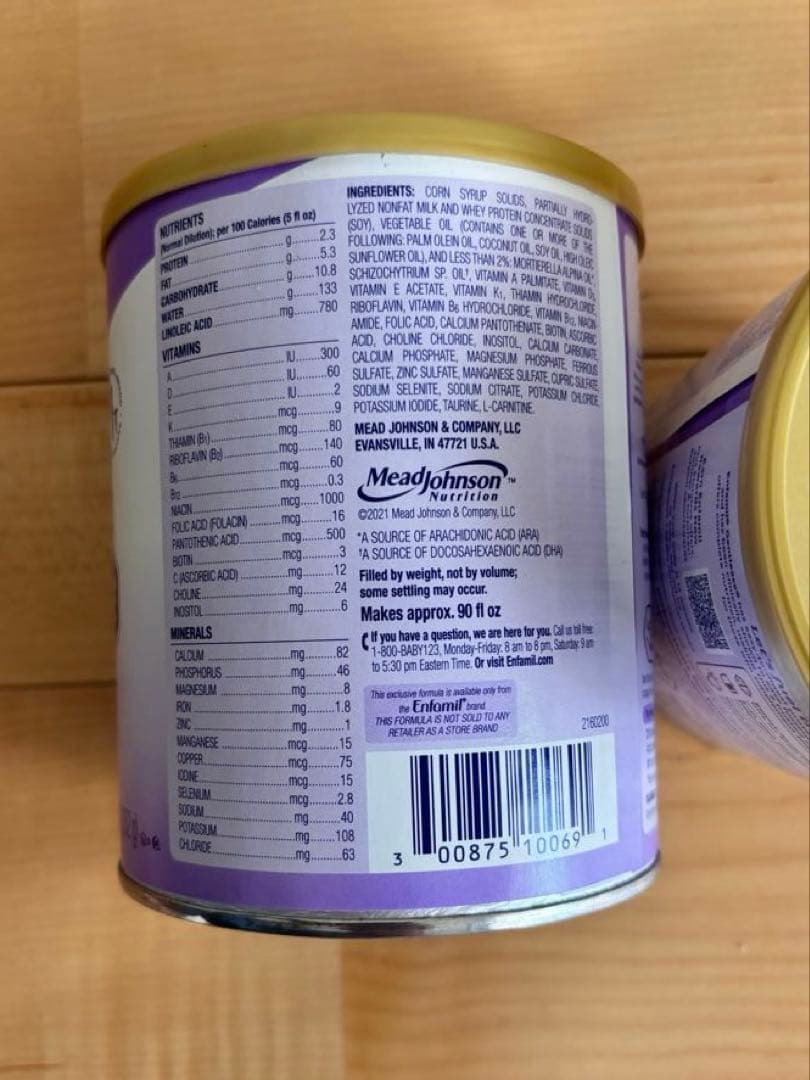 NUTRIENTS
(Normal Dilution); per 100 Calories (5 fl oz)
PROTEIN g 2.3
FAT g 5.3
CARBOHYDRATE g 10.8
WATER g 133
LINOLEIC ACID mg 780
VITAMINS
A IU 300
D IU 60
E IU 2
K mcg 9
THIAMIN (B1) mcg 80
RIBOFLAVIN (B2) mcg 140
B6 mcg 60
B12 mcg 0.3
NIACIN mcg 1000
FOLIC ACID (FOLACIN) mcg 16
PANTOTHENIC ACID mcg 500
BIOTIN mcg 3
C (ASCORBIC ACID) mg 12
CHOLINE mg 24
INOSITOL mg 6
MINERALS
CALCIUM mg 82
PHOSPHORUS mg 46
MAGNESIUM mg 8
IRON mg 1.8
ZINC mg 1
MANGANESE mcg 15
COPPER mcg 75
IODINE mcg 15
SELENIUM mcg 2.8
SODIUM mg 40
POTASSIUM mg 108
CHLORIDE mg 63
INGREDIENTS: CORN SYRUP SOLIDS, PARTIALLY HYDRO-
LYZED NONFAT MILK AND WHEY PROTEIN CONCENTRATE SOLIDS
(SOY), VEGETABLE OIL (CONTAINS ONE OR MORE OF THE
FOLLOWING: PALM OLEIN OIL, COCONUT OIL, SOY OIL, HIGH OLEIC
SUNFLOWER OIL), AND LESS THAN 2%: MORTIERELLA ALPINA OIL*,
SCHIZOCHYTRIUM SP. OIL†, VITAMIN A PALMITATE, VITAMIN D3,
VITAMIN E ACETATE, VITAMIN K1, THIAMIN HYDROCHLORIDE,
RIBOFLAVIN, VITAMIN B6 HYDROCHLORIDE, VITAMIN B12, NIACIN-
AMIDE, FOLIC ACID, CALCIUM PANTOTHENATE, BIOTIN, ASCORBIC
ACID, CHOLINE CHLORIDE, INOSITOL, CALCIUM CARBONATE,
CALCIUM PHOSPHATE, MAGNESIUM PHOSPHATE, FERROUS
SULFATE, ZINC SULFATE, MANGANESE SULFATE, CUPRIC SULFATE,
SODIUM SELENITE, SODIUM CITRATE, POTASSIUM CHLORIDE,
POTASSIUM IODIDE, TAURINE, L-CARNITINE.
MEAD JOHNSON & COMPANY, LLC
EVANSVILLE, IN 47721 U.S.A.
MeadJohnson™
Nutrition
©2021 Mead Johnson & Company, LLC
*A SOURCE OF ARACHIDONIC ACID (ARA)
†A SOURCE OF DOCOSAHEXAENOIC ACID (DHA)
Filled by weight, not by volume;
some settling may occur.
Makes approx. 90 fl oz
If you have a question, we are here for you. Call us toll free:
1-800-BABY123, Monday-Friday: 8 am to 8 pm, Saturday: 9 am
to 5:30 pm Eastern Time. Or visit Enfamil.com
This exclusive formula is available only from
the Enfamil® brand
THIS FORMULA IS NOT SOLD TO ANY
RETAILER AS A STORE BRAND
2160200
3 00875 10069 1